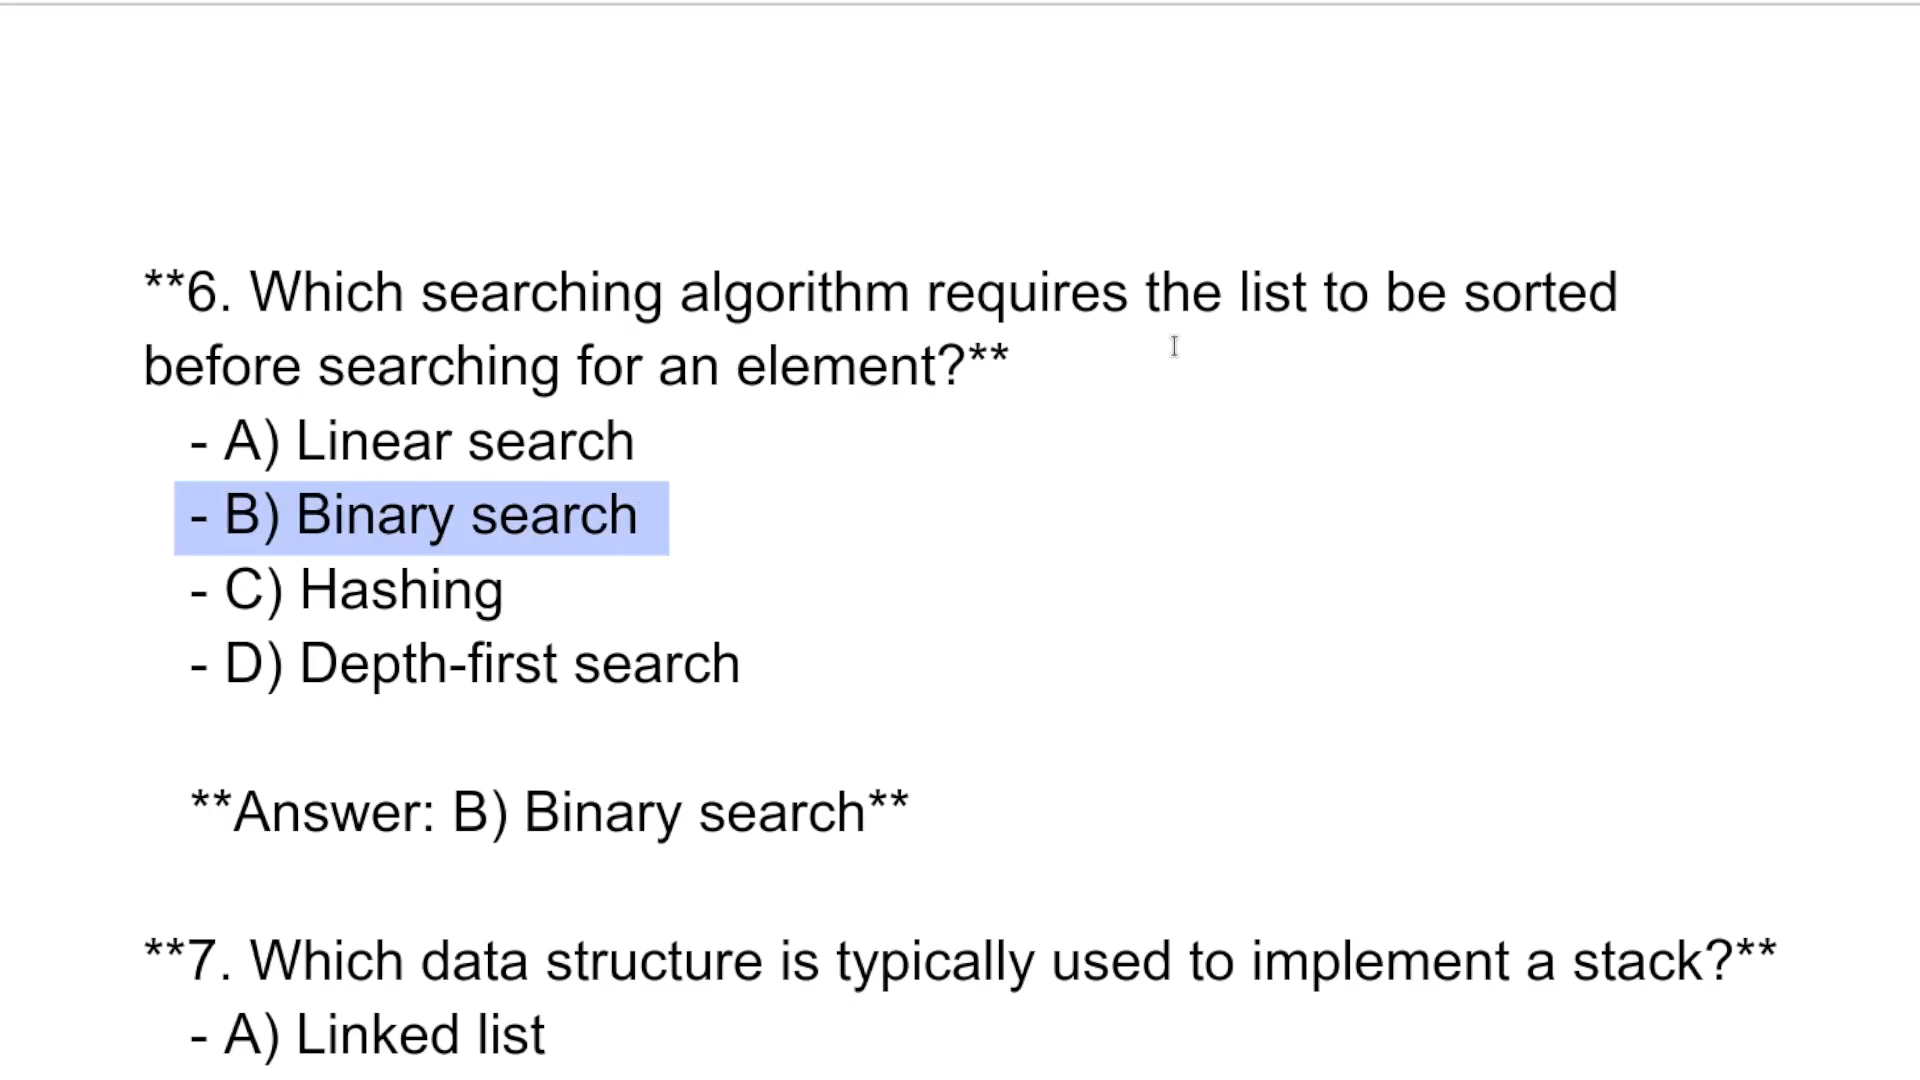 **6. Which searching algorithm requires the list to be sorted
before searching for an element?**
- A) Linear search
- B) Binary search
- C) Hashing
- D) Depth-first search
**Answer: B) Binary search**
**7. Which data structure is typically used to implement a stack?**
- A) Linked list